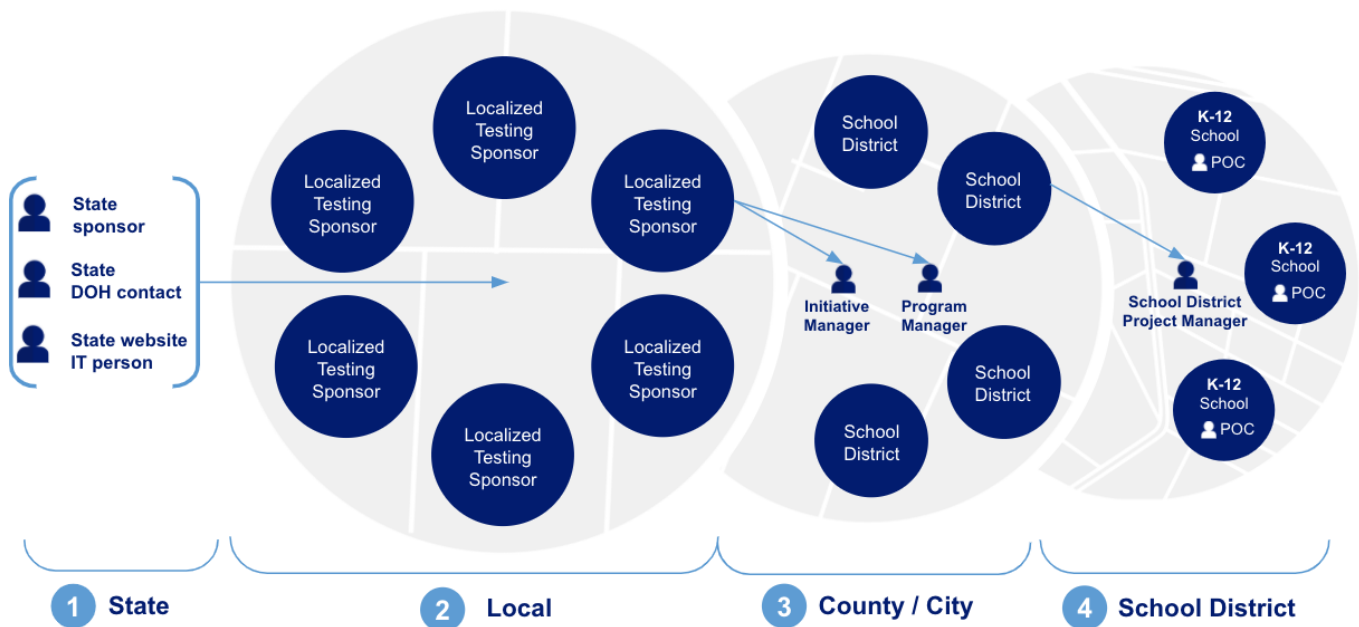 State
sponsor
State
DOH contact
State website
IT person
Localized
Testing
Sponsor
Localized
Testing
Sponsor
Localized
Testing
Sponsor
Localized
Testing
Sponsor
Localized
Testing
Sponsor
Localized
Testing
Sponsor
School
District
School
District
Initiative
Manager
Program
Manager
School
District
School
District
K-12
School
POC
K-12
School
POC
School District
Project Manager
K-12
School
POC
1 State
2 Local
3 County / City
4 School District